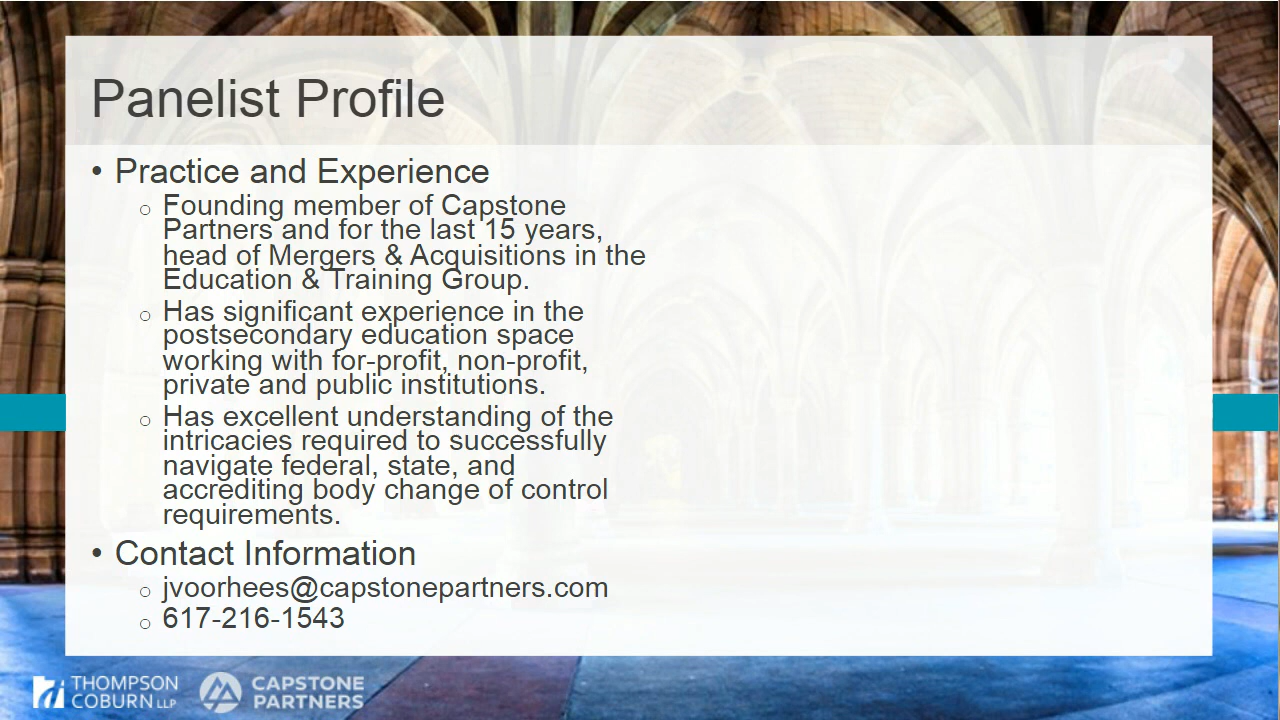 Panelist Profile
• Practice and Experience
○ Founding member of Capstone
Partners and for the last 15 years,
head of Mergers & Acquisitions in the
Education & Training Group.
○ Has significant experience in the
postsecondary education space
working with for-profit, non-profit,
private and public institutions.
○ Has excellent understanding of the
intricacies required to successfully
navigate federal, state, and
accrediting body change of control
requirements.
• Contact Information
○ jvoorhees@capstonepartners.com
○ 617-216-1543
THOMPSON
COBURN LLP
CAPSTONE
PARTNERS